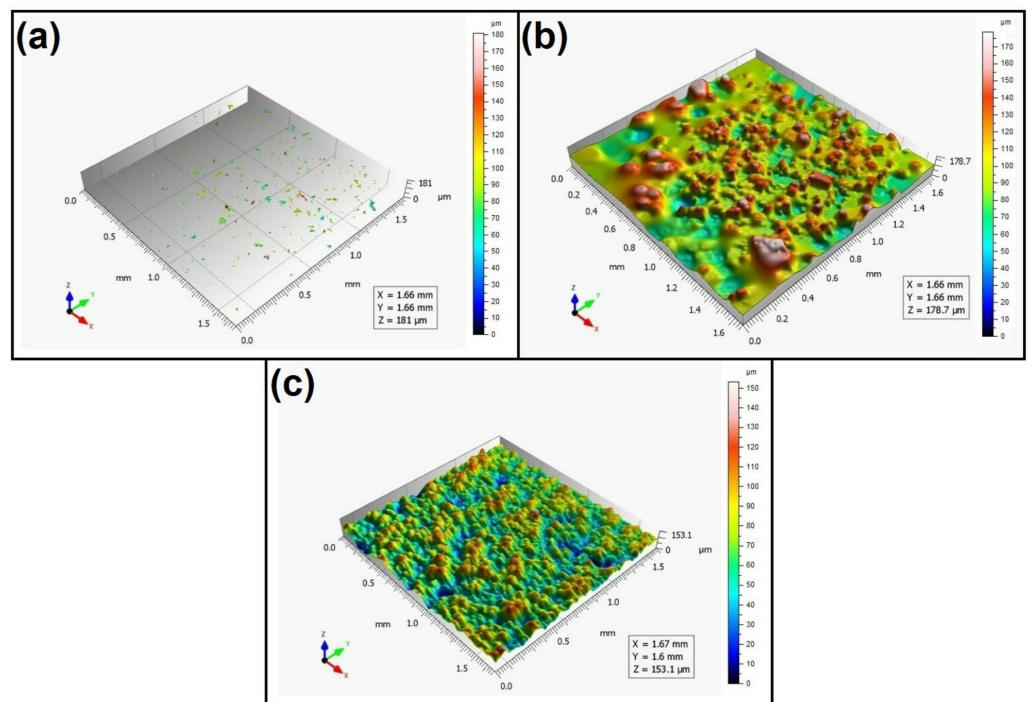 (a)
µm
180
170
160
150
140
130
120
110
100
90
80
70
60
50
40
30
20
10
0
0.0
0.5
mm
1.0
1.5
0.0
0.5
mm
1.0
1.5
181
0
µm
Z
Y
X
X = 1.66 mm
Y = 1.66 mm
Z = 181 µm
(b)
µm
170
160
150
140
130
120
110
100
90
80
70
60
50
40
30
20
10
0
0.0
0.2
0.4
0.6
0.8
mm
1.0
1.2
1.4
1.6
0.0
0.2
0.4
0.6
0.8
mm
1.0
1.2
1.4
1.6
178.7
0
Z
Y
X
X = 1.66 mm
Y = 1.66 mm
Z = 178.7 µm
(c)
µm
150
140
130
120
110
100
90
80
70
60
50
40
30
20
10
0
0.0
0.5
mm
1.0
1.5
0.0
0.5
mm
1.0
1.5
153.1
0
µm
Z
Y
X
X = 1.67 mm
Y = 1.6 mm
Z = 153.1 µm